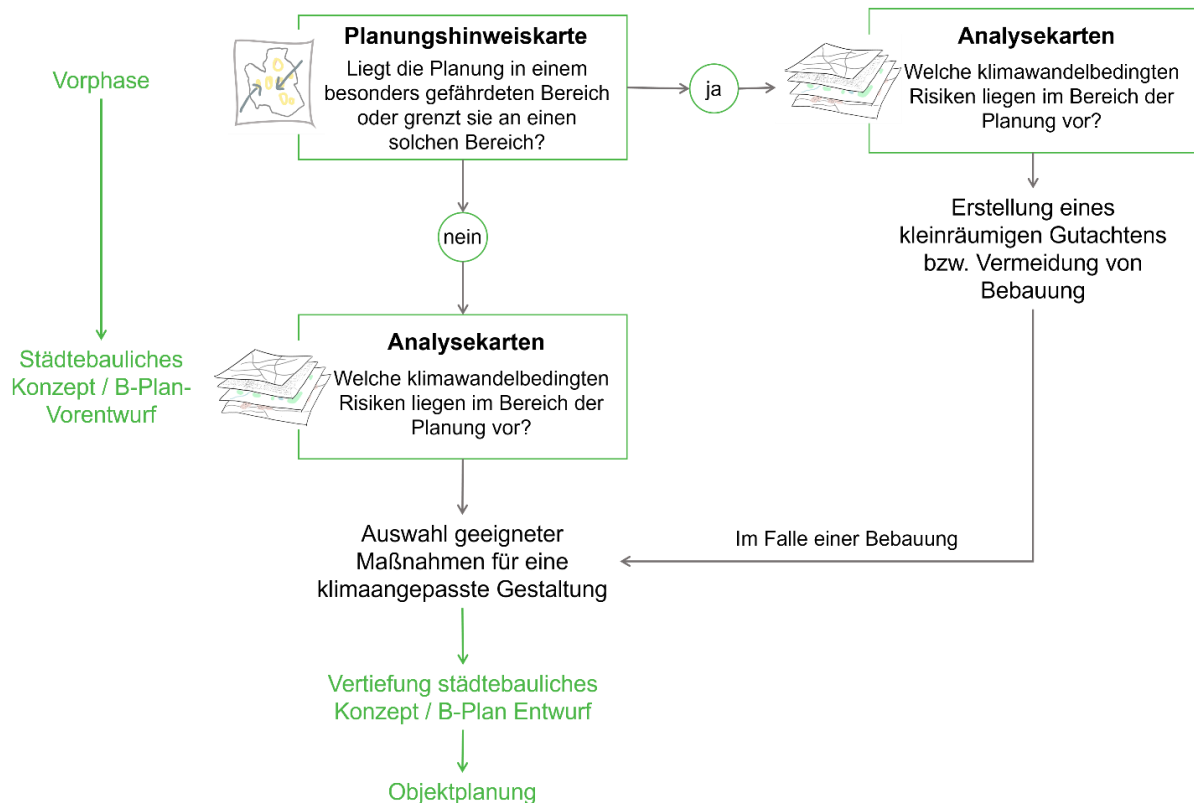 Vorphase
Planungshinweiskarte
Liegt die Planung in einem
besonders gefährdeten Bereich
oder grenzt sie an einen
solchen Bereich?
ja
Analysekarten
Welche klimawandelbedingten
Risiken liegen im Bereich der
Planung vor?
nein
Erstellung eines
kleinräumigen Gutachtens
bzw. Vermeidung von
Bebauung
Städtebauliches
Konzept / B-Plan-
Vorentwurf
Analysekarten
Welche klimawandelbedingten
Risiken liegen im Bereich der
Planung vor?
Auswahl geeigneter
Maßnahmen für eine
klimaangepasste Gestaltung
Im Falle einer Bebauung
Vertiefung städtebauliches
Konzept / B-Plan Entwurf
Objektplanung